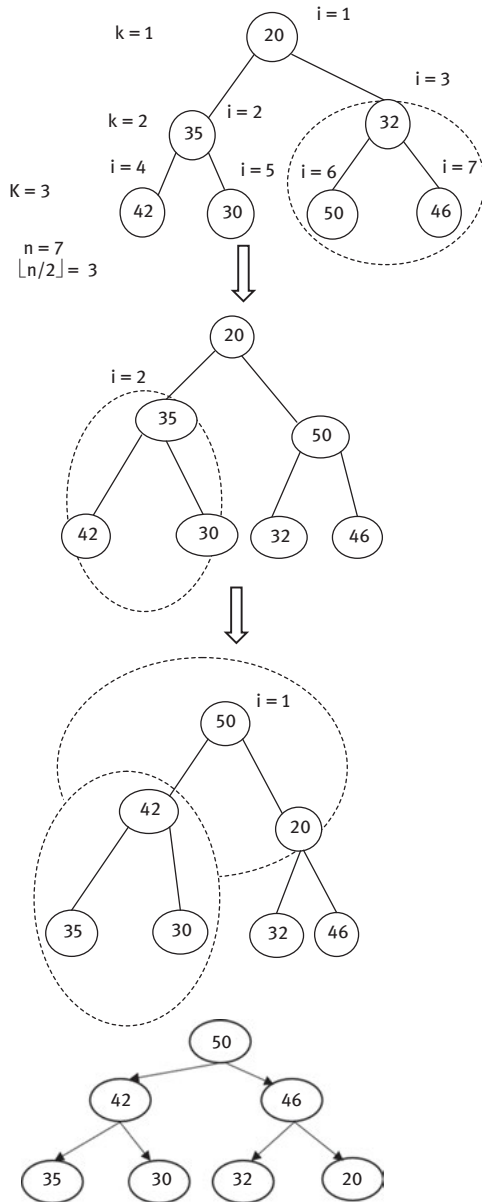 k = 1
20
i = 1
i = 3
k = 2
35
i = 2
32
i = 4
i = 5
i = 6
i = 7
K = 3
42
30
50
46
n = 7
⌊n/2⌋ = 3
20
i = 2
35
50
42
30
32
46
50
i = 1
42
20
35
30
32
46
50
42
46
35
30
32
20